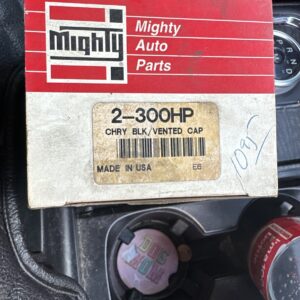 Mighty
Mighty
Auto
Parts
2-300HP
CHRY BLK/VENTED CAP
MADE IN USA E6
1095